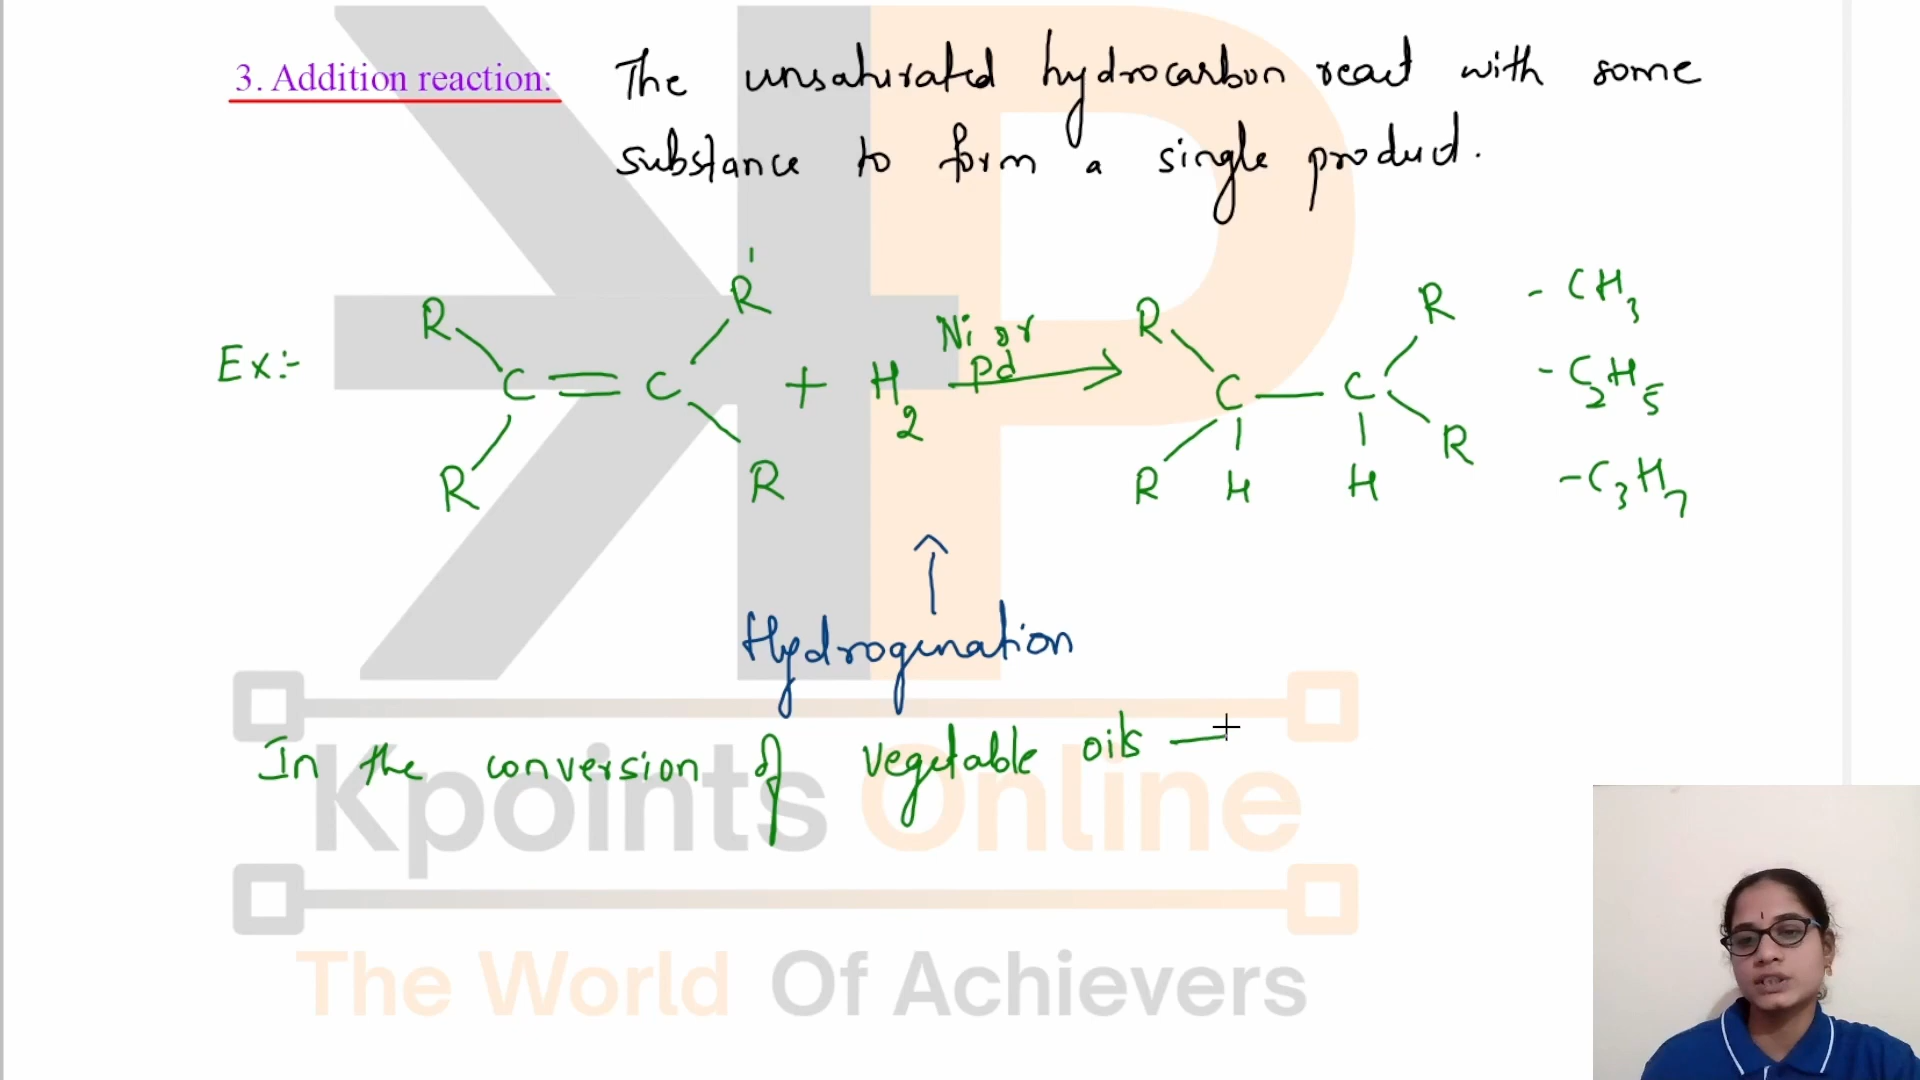 3. Addition reaction: The unsaturated hydrocarbon react with some
substance to form a single product.
Ex:- R R C = C R' R + H2 Ni or Pd → R R C — C R R H H
- CH3
- C2H5
- C3H7
Hydrogenation
In the conversion of vegetable oils —
Kpoints Online
The World Of Achievers